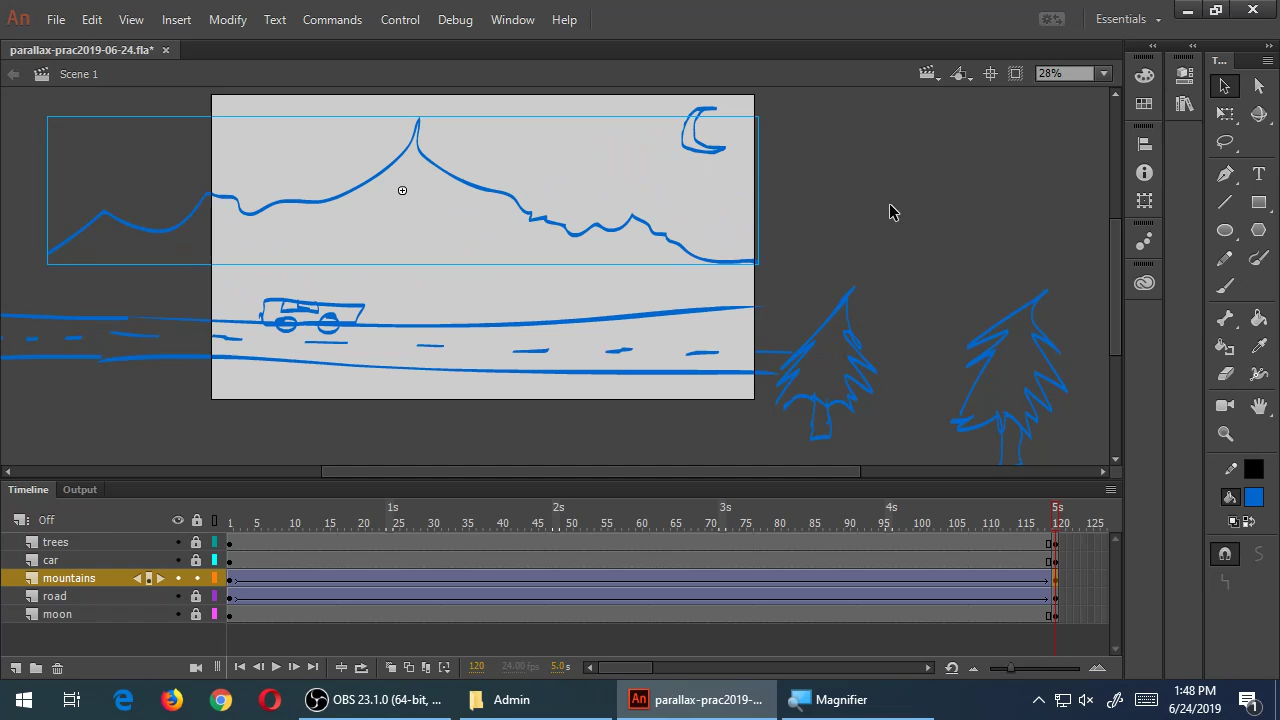 An File Edit View Insert Modify Text Commands Control Debug Window Help Essentials
parallax-prac2019-06-24.fla* ×
Scene 1 28%
T...
Timeline Output
1s 2s 3s 4s 5s
Off 1 5 10 15 20 25 30 35 40 45 50 55 60 65 70 75 80 85 90 95 100 105 110 115 120 125
trees
car
mountains
road
moon
120 24.00 fps 5.0 s
OBS 23.1.0 (64-bit, ... Admin An parallax-prac2019-... Magnifier 1:48 PM
6/24/2019 1